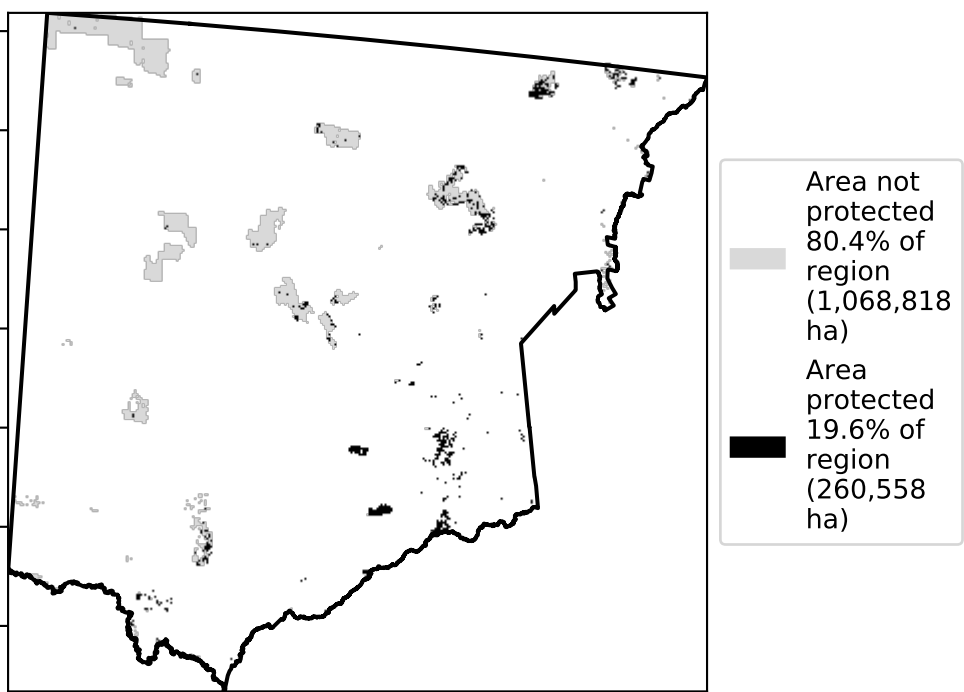 Area not
protected
80.4% of
region
(1,068,818
ha)
Area
protected
19.6% of
region
(260,558
ha)